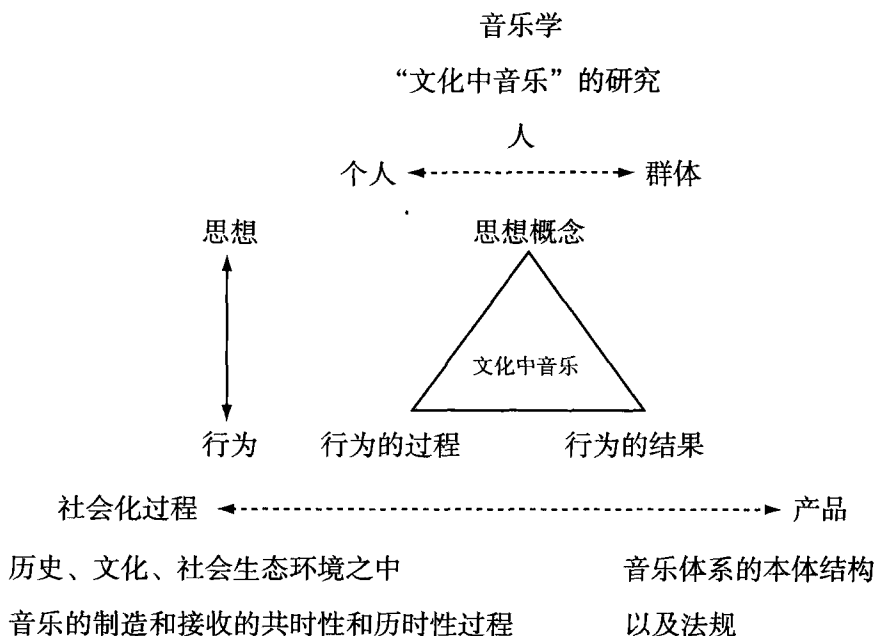 音乐学
“文化中音乐”的研究
人
个人 群体
思想 思想概念
文化中音乐
行为 行为的过程 行为的结果
社会化过程 产品
历史、文化、社会生态环境之中 音乐体系的本体结构
音乐的制造和接收的共时性和历时性过程 以及法规